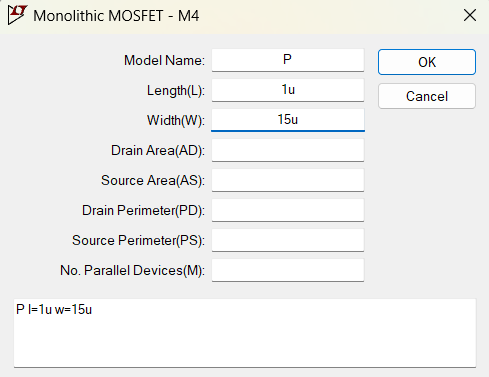 Monolithic MOSFET - M4
Model Name: P
OK
Length(L): 1u
Cancel
Width(W): 15u
Drain Area(AD):
Source Area(AS):
Drain Perimeter(PD):
Source Perimeter(PS):
No. Parallel Devices(M):
P l=1u w=15u